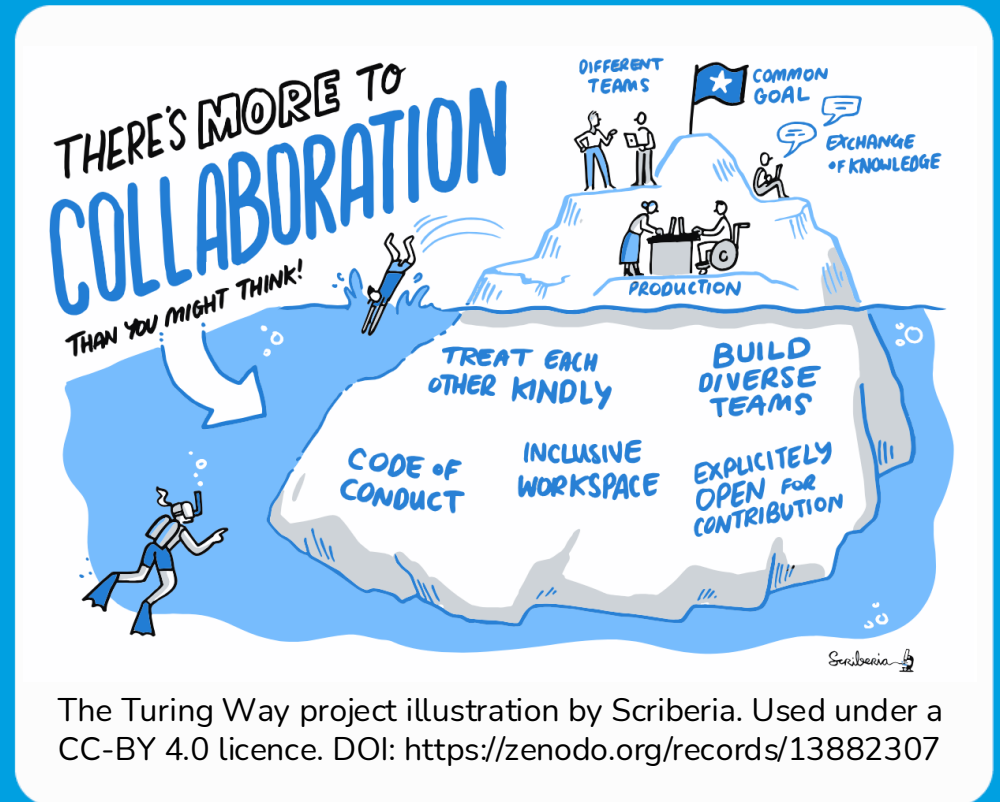 THERE'S MORE TO
COLLABORATION
THAN YOU MIGHT THINK!
DIFFERENT
TEAMS
COMMON
GOAL
EXCHANGE
OF KNOWLEDGE
C
PRODUCTION
TREAT EACH
OTHER KINDLY
BUILD
DIVERSE
TEAMS
CODE OF
CONDUCT
INCLUSIVE
WORKSPACE
EXPLICITELY
OPEN FOR
CONTRIBUTION
Scriberia
The Turing Way project illustration by Scriberia. Used under a
CC-BY 4.0 licence. DOI: https://zenodo.org/records/13882307